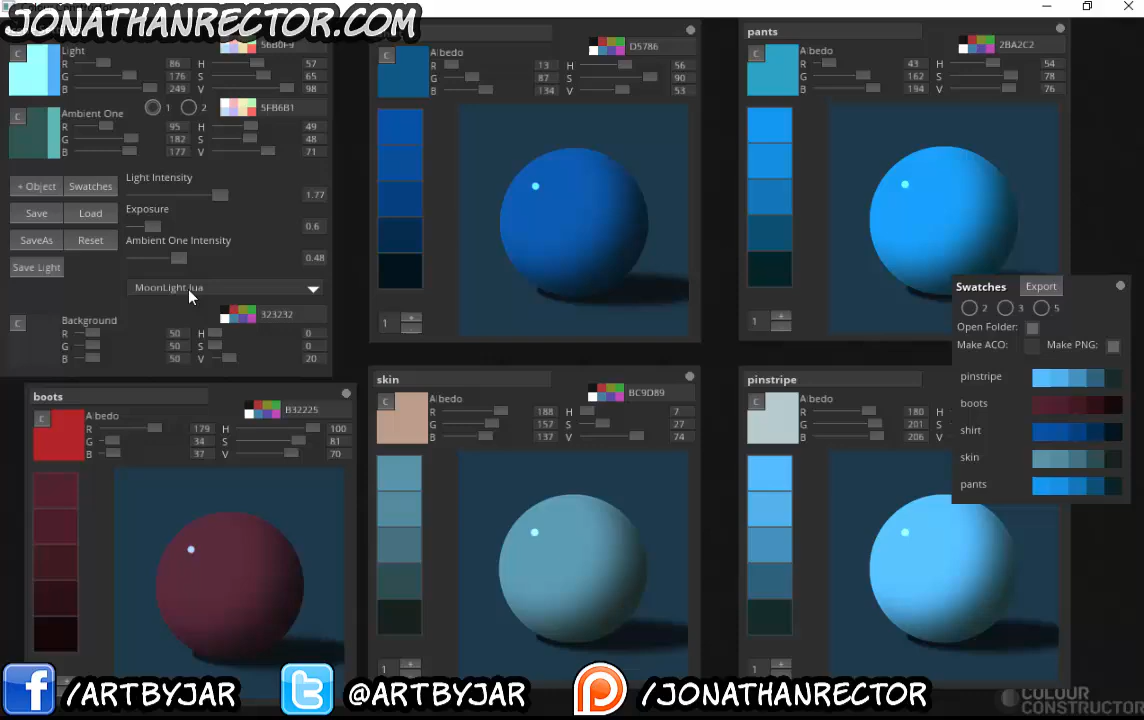 JONATHANRECTOR.COM
Light
56B0F9
R 86 H 57
G 176 S 65
B 249 V 98
Ambient One
1 2
5FB6B1
R 95 H 49
G 182 S 48
B 177 V 71
+ Object Swatches
Light Intensity
1.77
Save Load
Exposure
0.6
SaveAs Reset
Ambient One Intensity
0.48
Save Light
MoonLight.lua
323232
Background
R 50 H 0
G 50 S 0
B 50 V 20
C
Albedo
D5786
R 13 H 56
G 87 S 90
B 134 V 53
1
+
pants
C
Albedo
2BA2C2
R 43 H 54
G 162 S 78
B 194 V 76
1
+
Swatches Export
2 3 5
Open Folder:
Make ACO: Make PNG:
pinstripe
boots
shirt
skin
pants
boots
C
Albedo
B32225
R 179 H 100
G 34 S 81
B 37 V 70
skin
C
Albedo
BC9D89
R 188 H 7
G 157 S 27
B 137 V 74
1
+
pinstripe
C
Albedo
R 180 H
G 201 S
B 206 V
1
+
/ARTBYJAR @ARTBYJAR /JONATHANRECTOR
COLOUR
CONSTRUCTOR